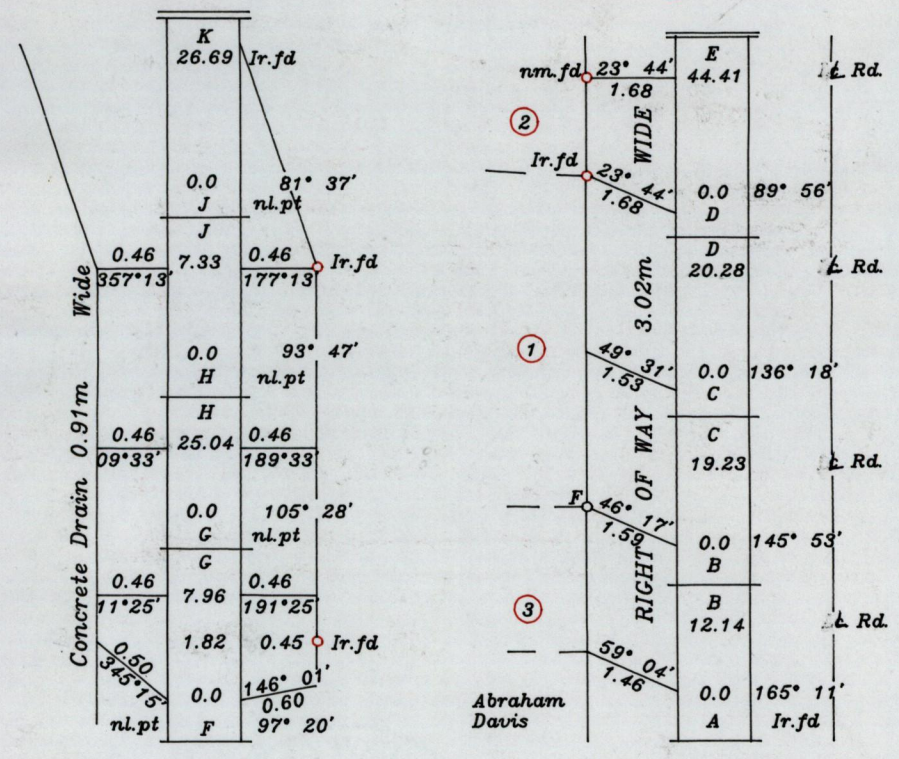 K
26.69 Ir.fd
0.0 81° 37′
J nl.pt
J
0.46 7.33 0.46 Ir.fd
357°13′ 177°13′
0.0 93° 47′
H nl.pt
H
0.46 25.04 0.46
09°33′ 189°33′
0.0 105° 28′
G nl.pt
G
0.46 7.96 0.46
11°25′ 191°25′
1.82 0.45 Ir.fd
0.50
345°15′ 0.0 146° 01′
0.60
nl.pt F 97° 20′
Concrete Drain 0.91m Wide
E
nm.fd 23° 44′ 44.41 ℄ Rd.
1.68
2
Ir.fd 23° 44′ 0.0 89° 56′
1.68 D
D
20.28 ℄ Rd.
1
49° 31′ 0.0 136° 18′
1.53 C
C
19.23 ℄ Rd.
F 46° 17′
1.59 0.0 145° 53′
B
3
B
12.14 ℄ Rd.
59° 04′
1.46 0.0 165° 11′
Abraham
Davis A Ir.fd
RIGHT OF WAY 3.02m WIDE